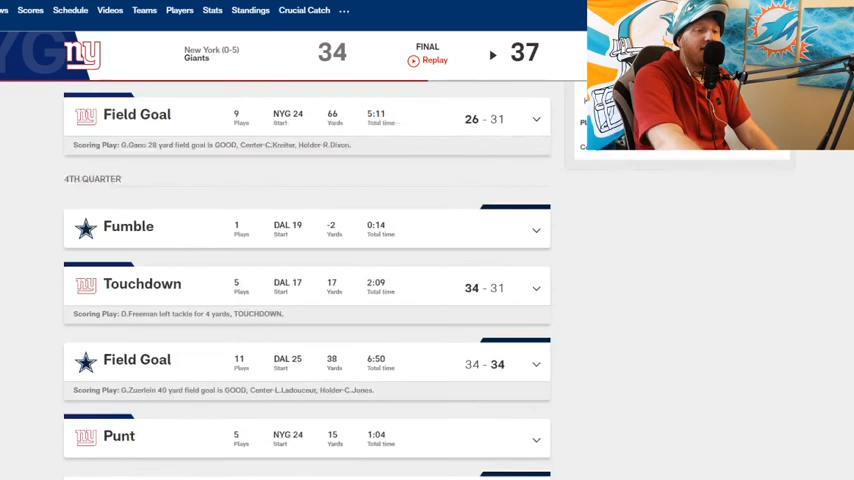 Scores Schedule Videos Teams Players Stats Standings Crucial Catch ...
NYG
ny
New York (0-5)
Giants
34
FINAL
Replay
37
ny Field Goal 9 NYG 24 66 5:11 26 - 31
Plays Start Yards Total time
Scoring Play: G.Gano 28 yard field goal is GOOD, Center-C.Kreiter, Holder-R.Dixon.
4TH QUARTER
Fumble 1 DAL 19 -2 0:14
Plays Start Yards Total time
ny Touchdown 5 DAL 17 17 2:09 34 - 31
Plays Start Yards Total time
Scoring Play: D.Freeman left tackle for 4 yards, TOUCHDOWN.
Field Goal 11 DAL 25 38 6:50 34 - 34
Plays Start Yards Total time
Scoring Play: G.Zuerlein 40 yard field goal is GOOD, Center-L.Ladouceur, Holder-C.Jones.
ny Punt 5 NYG 24 15 1:04
Plays Start Yards Total time